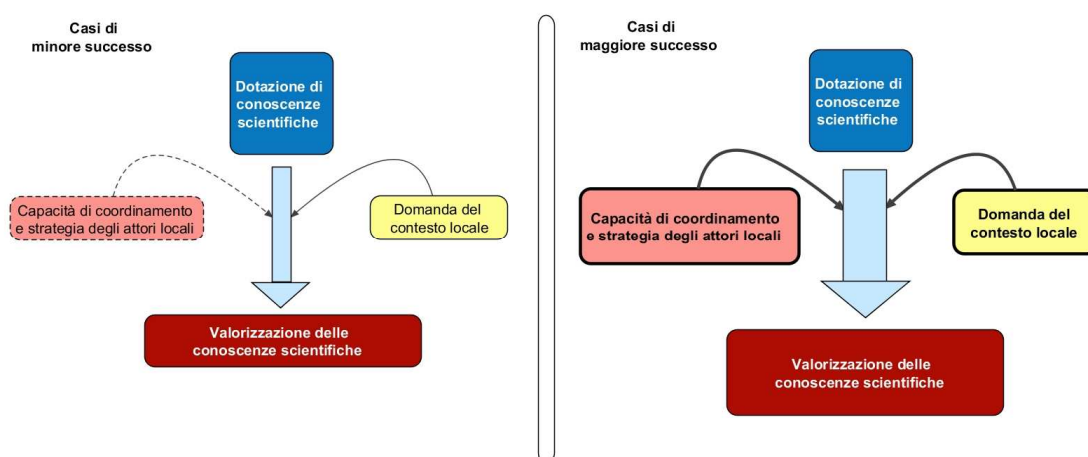 Casi di
minore successo
Dotazione di
conoscenze
scientifiche
Capacità di coordinamento
e strategia degli attori locali
Domanda del
contesto locale
Valorizzazione delle
conoscenze scientifiche
Casi di
maggiore successo
Dotazione di
conoscenze
scientifiche
Capacità di coordinamento
e strategia degli attori locali
Domanda del
contesto locale
Valorizzazione delle
conoscenze scientifiche